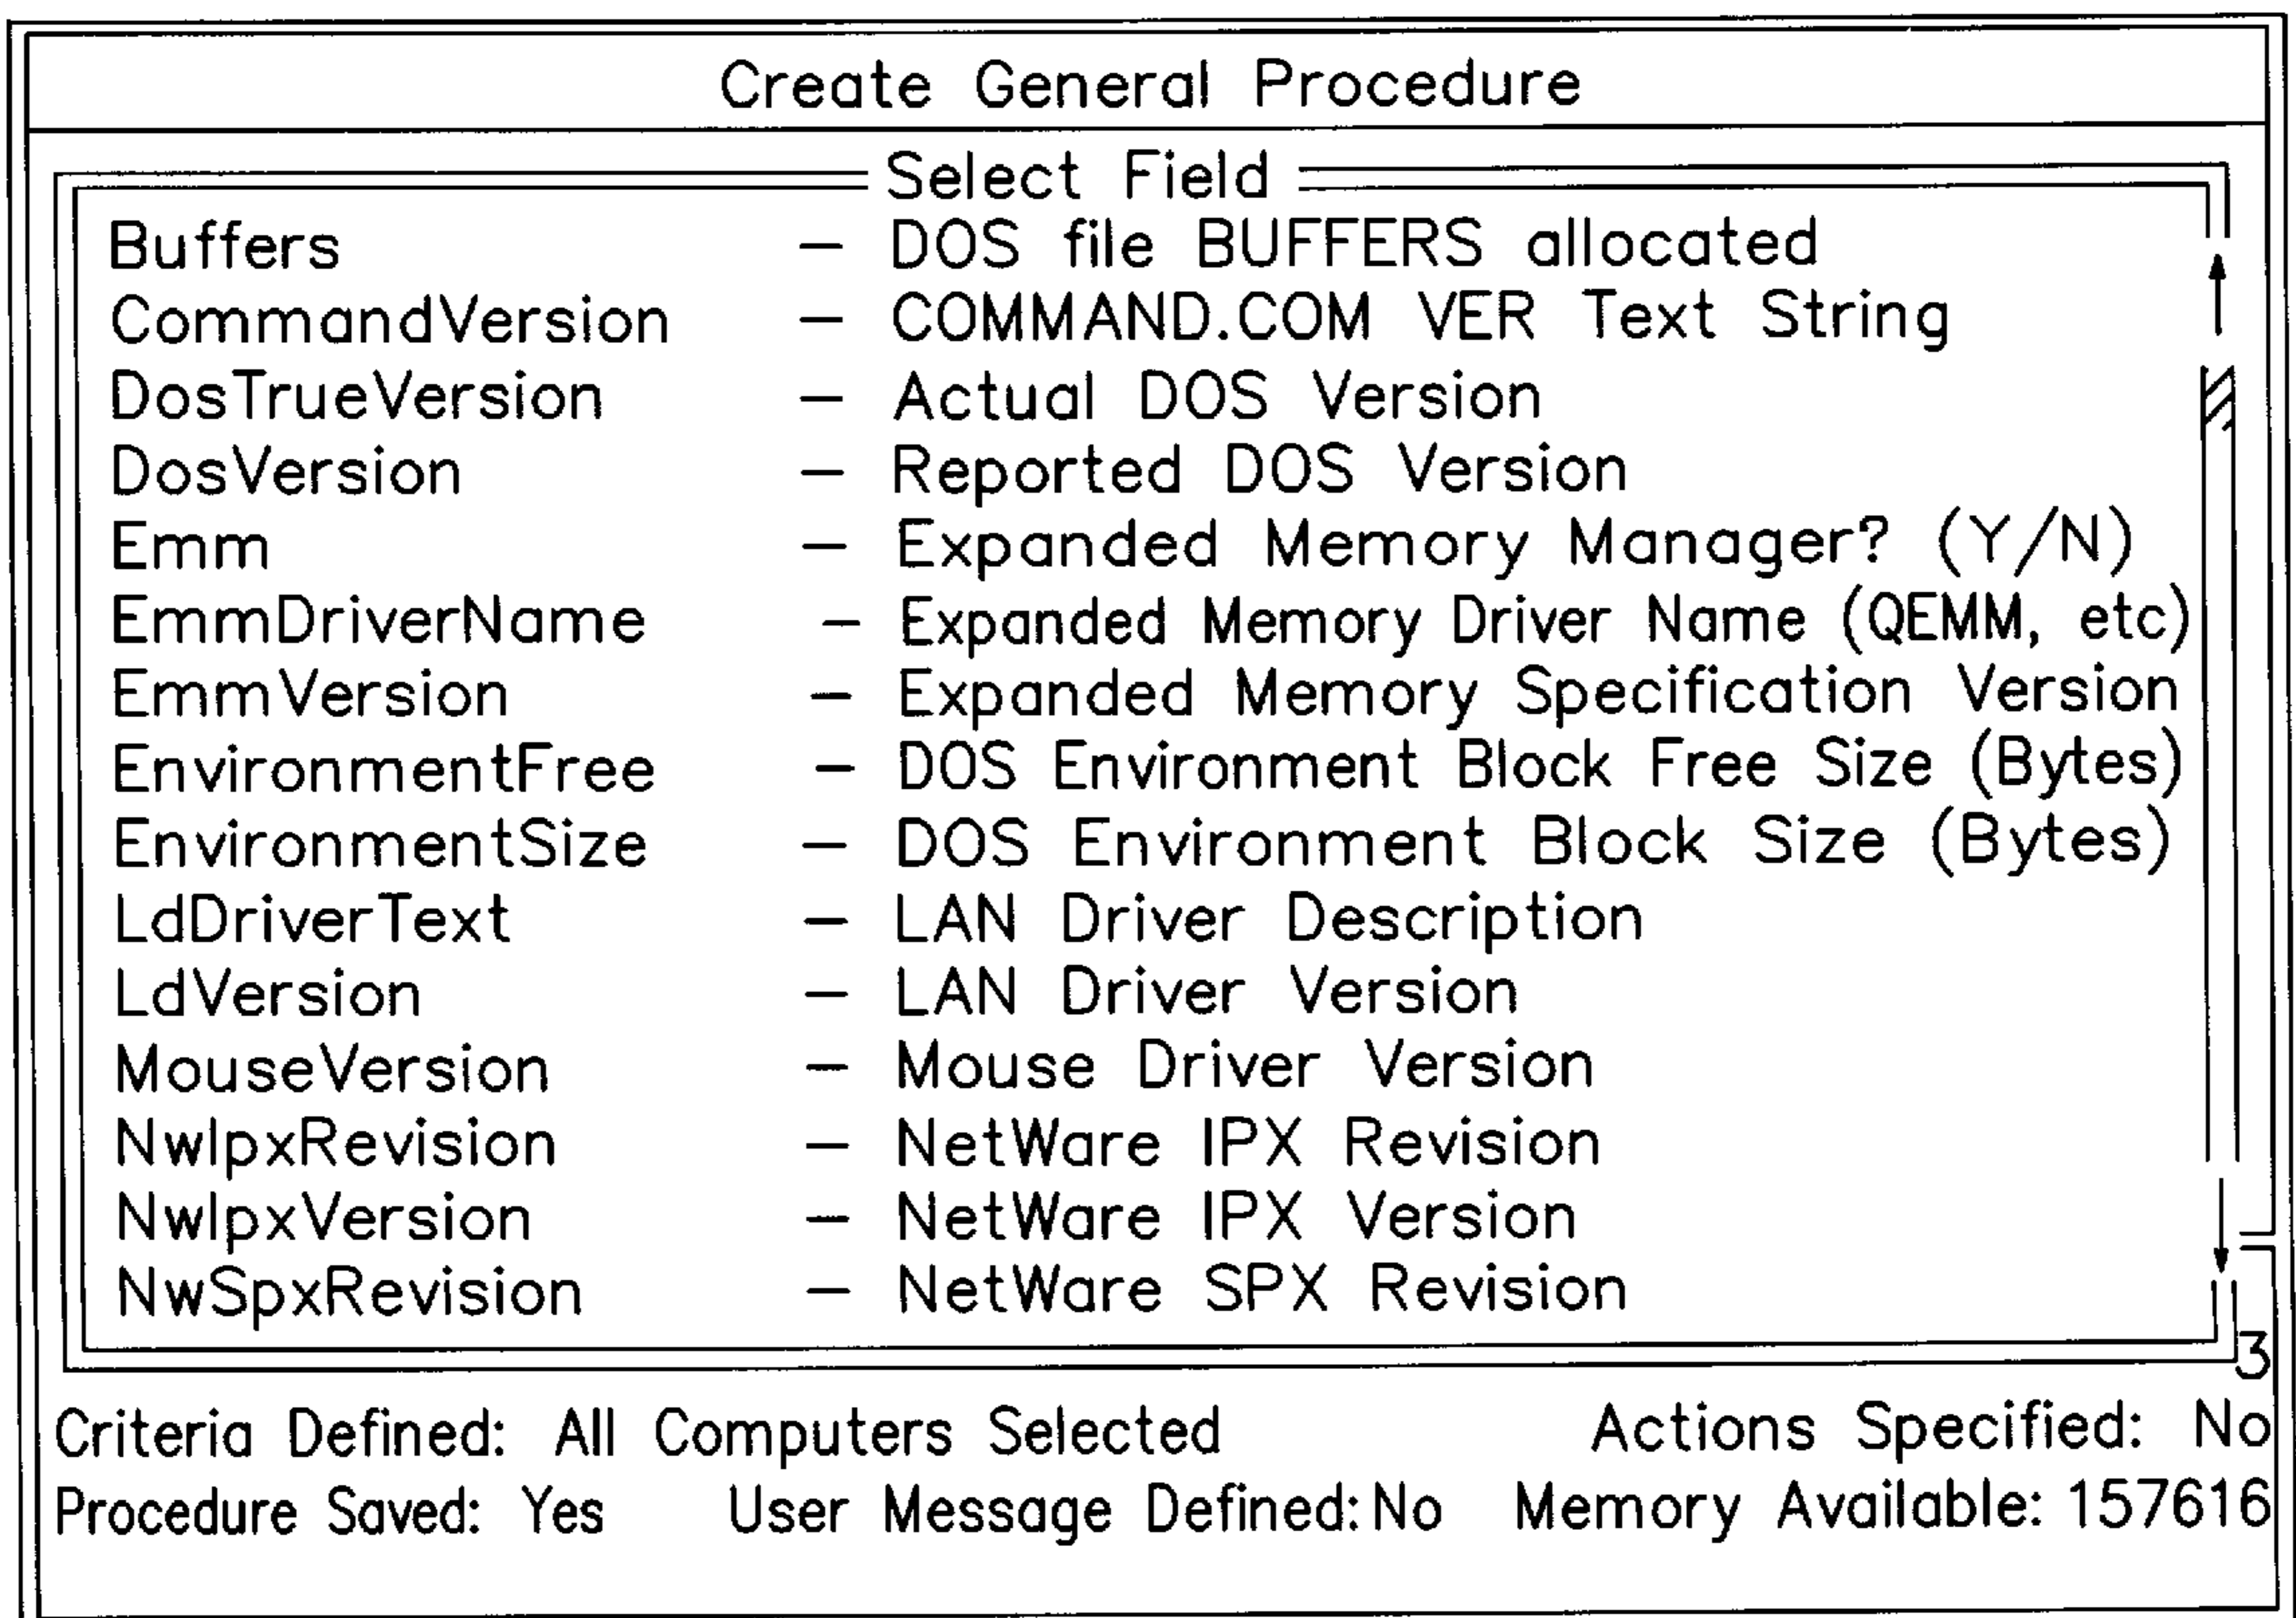 Create General Procedure
Select Field
Buffers – DOS file BUFFERS allocated
CommandVersion – COMMAND.COM VER Text String
DosTrueVersion – Actual DOS Version
DosVersion – Reported DOS Version
Emm – Expanded Memory Manager? (Y/N)
EmmDriverName – Expanded Memory Driver Name (QEMM, etc)
EmmVersion – Expanded Memory Specification Version
EnvironmentFree – DOS Environment Block Free Size (Bytes)
EnvironmentSize – DOS Environment Block Size (Bytes)
LdDriverText – LAN Driver Description
LdVersion – LAN Driver Version
MouseVersion – Mouse Driver Version
NwIpxRevision – NetWare IPX Revision
NwIpxVersion – NetWare IPX Version
NwSpxRevision – NetWare SPX Revision
3
Criteria Defined: All Computers Selected Actions Specified: No
Procedure Saved: Yes User Message Defined: No Memory Available: 157616